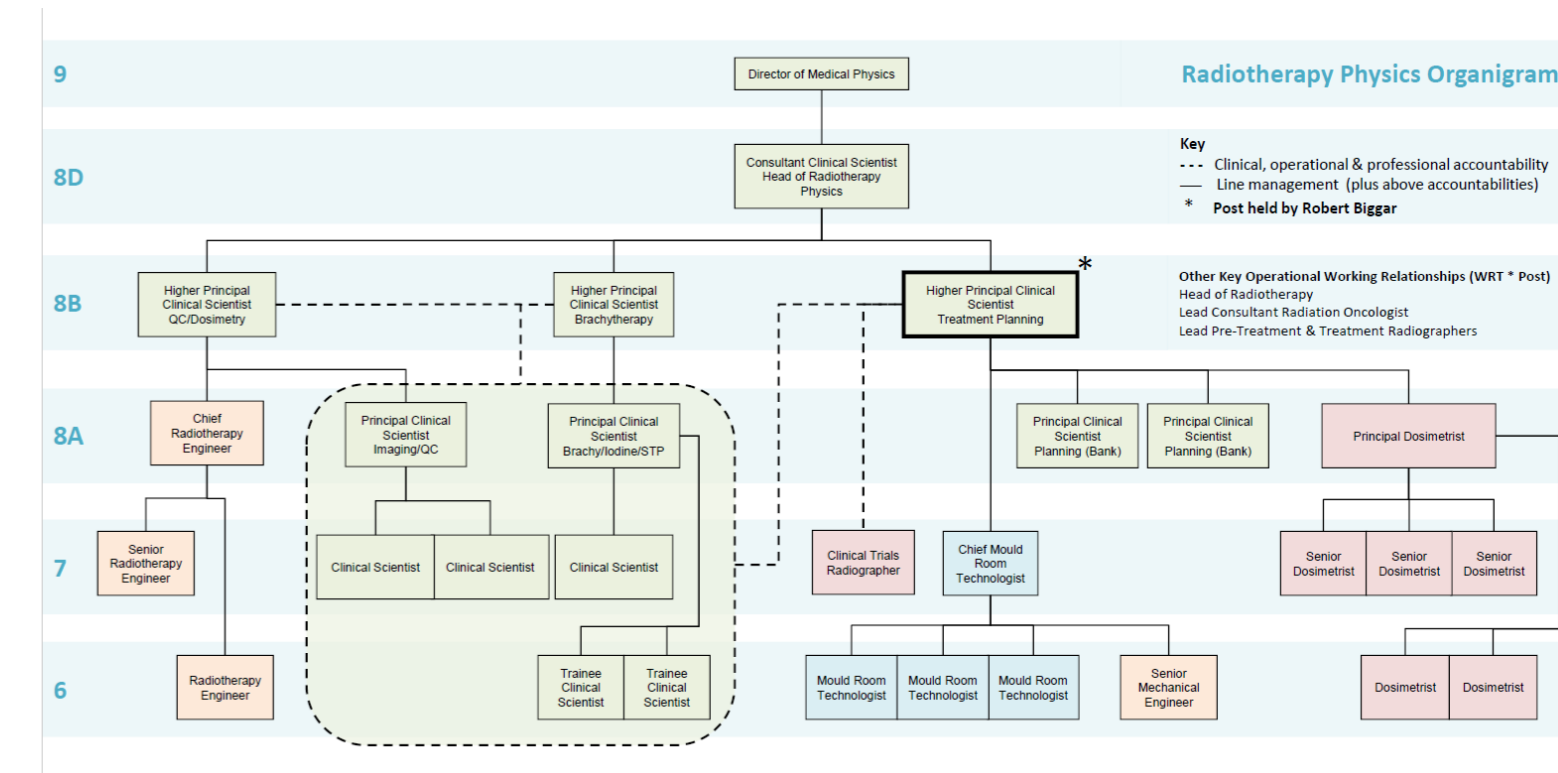 9
Director of Medical Physics
Radiotherapy Physics Organigram
8D
Consultant Clinical Scientist
Head of Radiotherapy
Physics
Key
--- Clinical, operational & professional accountability
— Line management (plus above accountabilities)
* Post held by Robert Biggar
8B
Higher Principal
Clinical Scientist
QC/Dosimetry
Higher Principal
Clinical Scientist
Brachytherapy
Higher Principal Clinical
Scientist
Treatment Planning
*
Other Key Operational Working Relationships (WRT * Post)
Head of Radiotherapy
Lead Consultant Radiation Oncologist
Lead Pre-Treatment & Treatment Radiographers
8A
Chief
Radiotherapy
Engineer
Principal Clinical
Scientist
Imaging/QC
Principal Clinical
Scientist
Brachy/Iodine/STP
Principal Clinical
Scientist
Planning (Bank)
Principal Clinical
Scientist
Planning (Bank)
Principal Dosimetrist
7
Senior
Radiotherapy
Engineer
Clinical Scientist
Clinical Scientist
Clinical Scientist
Clinical Trials
Radiographer
Chief Mould
Room
Technologist
Senior
Dosimetrist
Senior
Dosimetrist
Senior
Dosimetrist
6
Radiotherapy
Engineer
Trainee
Clinical
Scientist
Trainee
Clinical
Scientist
Mould Room
Technologist
Mould Room
Technologist
Mould Room
Technologist
Senior
Mechanical
Engineer
Dosimetrist
Dosimetrist